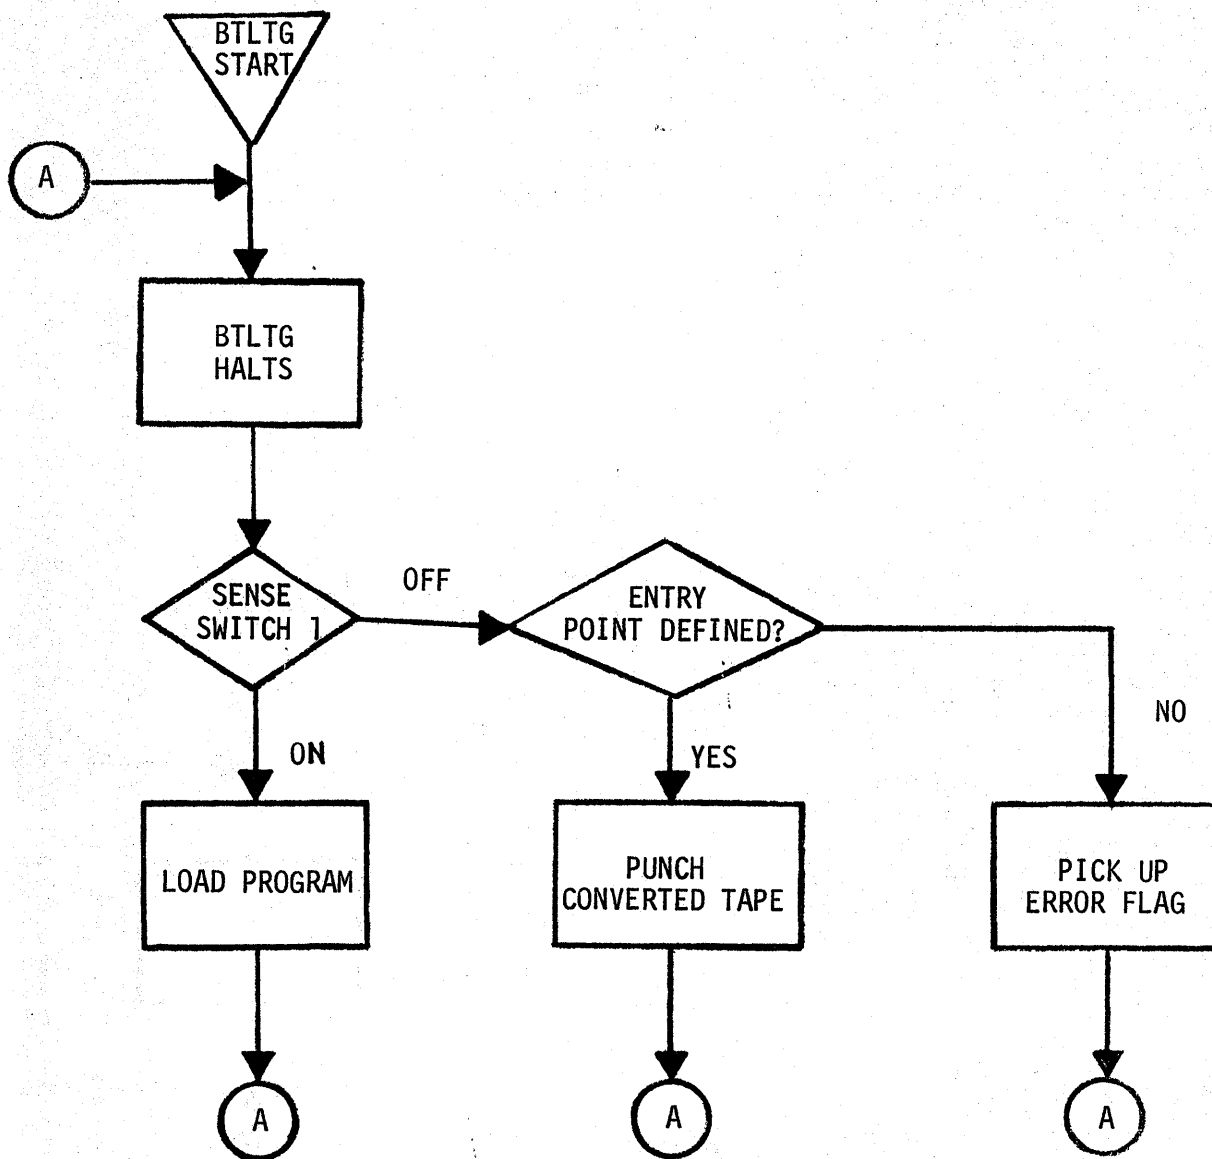 BTLTG
START
A
BTLTG
HALTS
SENSE
SWITCH 1
OFF
ENTRY
POINT DEFINED?
NO
ON
YES
LOAD PROGRAM
PUNCH
CONVERTED TAPE
PICK UP
ERROR FLAG
A
A
A